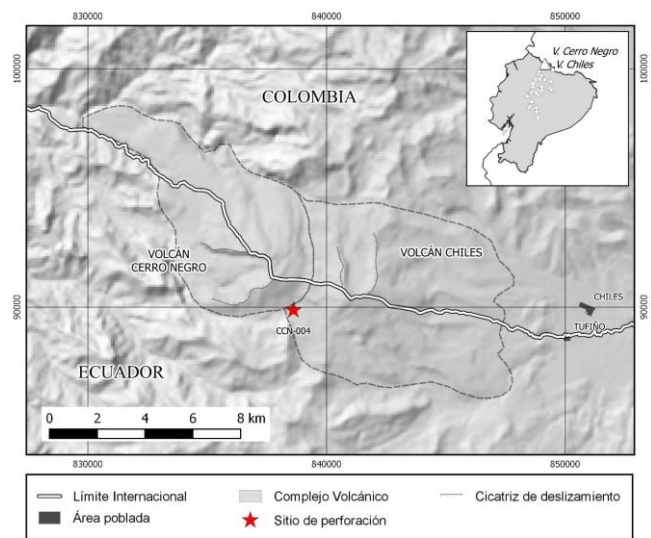 830000
840000
850000
100000
100000
V. Cerro Negro
V. Chiles
COLOMBIA
VOLCÁN
CERRO NEGRO
VOLCÁN CHILES
CHILES
90000
90000
CCN-004
TUFIÑO
ECUADOR
0 2 4 6 8 km
830000
840000
850000
Límite Internacional
Complejo Volcánico
Cicatriz de deslizamiento
Área poblada
Sitio de perforación